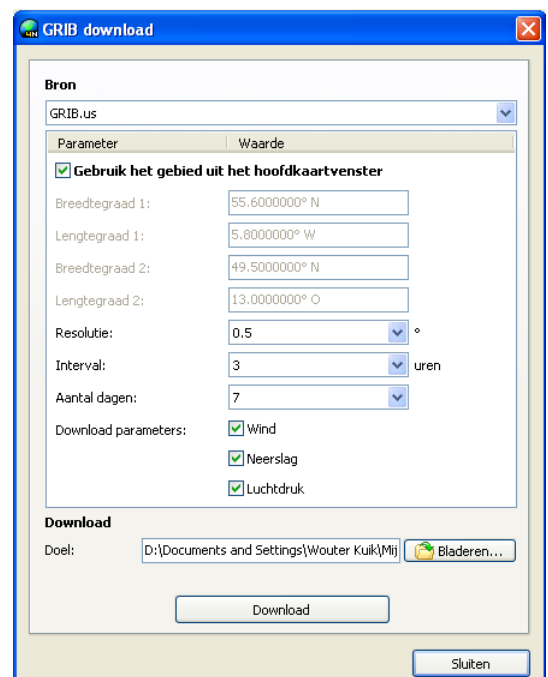 GRIB download
Bron
GRIB.us
Parameter Waarde
Gebruik het gebied uit het hoofdkaartvenster
Breedtegraad 1: 55.6000000° N
Lengtegraad 1: 5.8000000° W
Breedtegraad 2: 49.5000000° N
Lengtegraad 2: 13.0000000° O
Resolutie: 0.5 °
Interval: 3 uren
Aantal dagen: 7
Download parameters: Wind
Neerslag
Luchtdruk
Download
Doel: D:\Documents and Settings\Wouter Kuik\Mij Bladeren...
Download
Sluiten